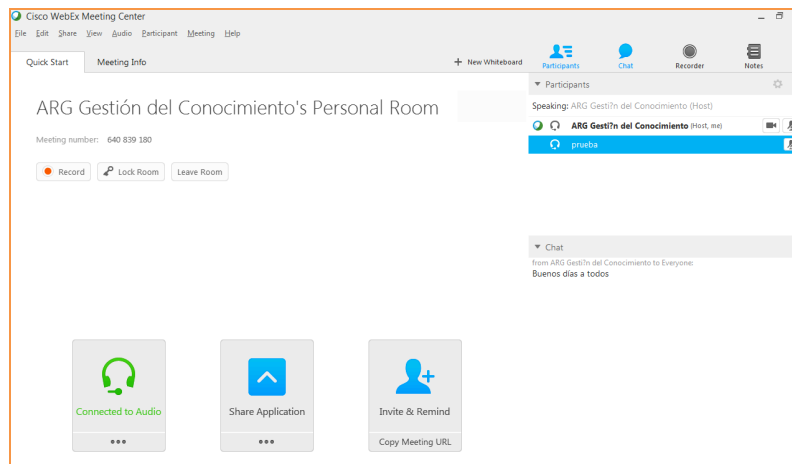 Cisco WebEx Meeting Center
File Edit Share View Audio Participant Meeting Help
Quick Start Meeting Info + New Whiteboard
Participants Chat Recorder Notes
ARG Gestión del Conocimiento's Personal Room
Meeting number: 640 839 180
Record Lock Room Leave Room
Connected to Audio
Share Application
Invite & Remind
Copy Meeting URL
Participants
Speaking: ARG Gesti?n del Conocimiento (Host)
ARG Gesti?n del Conocimiento (Host, me)
prueba
Chat
from ARG Gesti?n del Conocimiento to Everyone:
Buenos días a todos